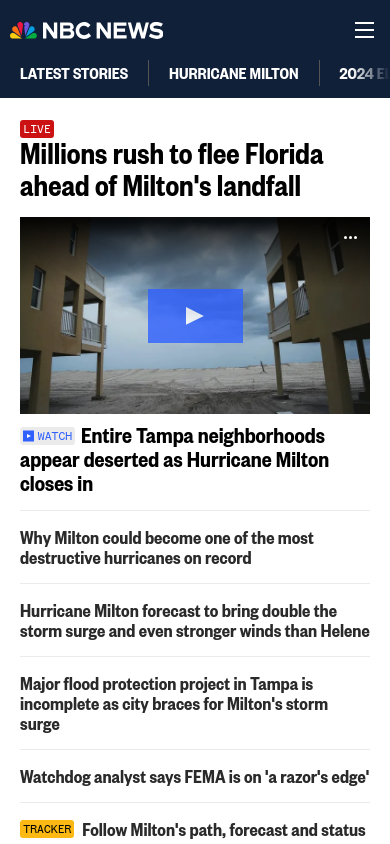 NBC NEWS
LATEST STORIES
HURRICANE MILTON
2024 E
LIVE
Millions rush to flee Florida
ahead of Milton's landfall
WATCH Entire Tampa neighborhoods
appear deserted as Hurricane Milton
closes in
Why Milton could become one of the most
destructive hurricanes on record
Hurricane Milton forecast to bring double the
storm surge and even stronger winds than Helene
Major flood protection project in Tampa is
incomplete as city braces for Milton's storm
surge
Watchdog analyst says FEMA is on 'a razor's edge'
TRACKER Follow Milton's path, forecast and status